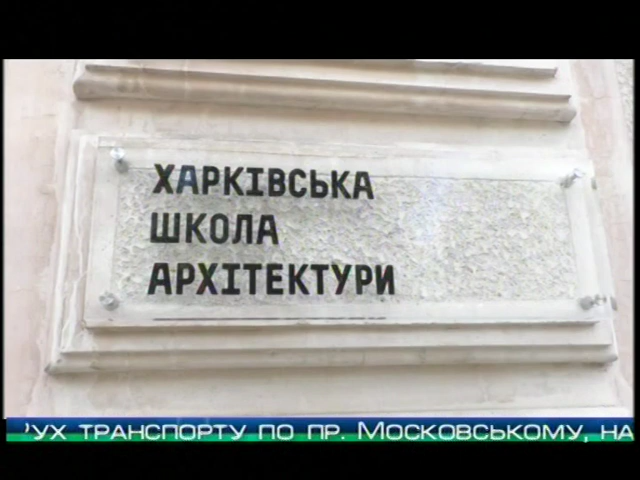 ХАРКІВСЬКА
ШКОЛА
АРХІТЕКТУРИ
ТРАНСПОРТУ ПО ПР. МОСКОВСЬКОМУ, НА